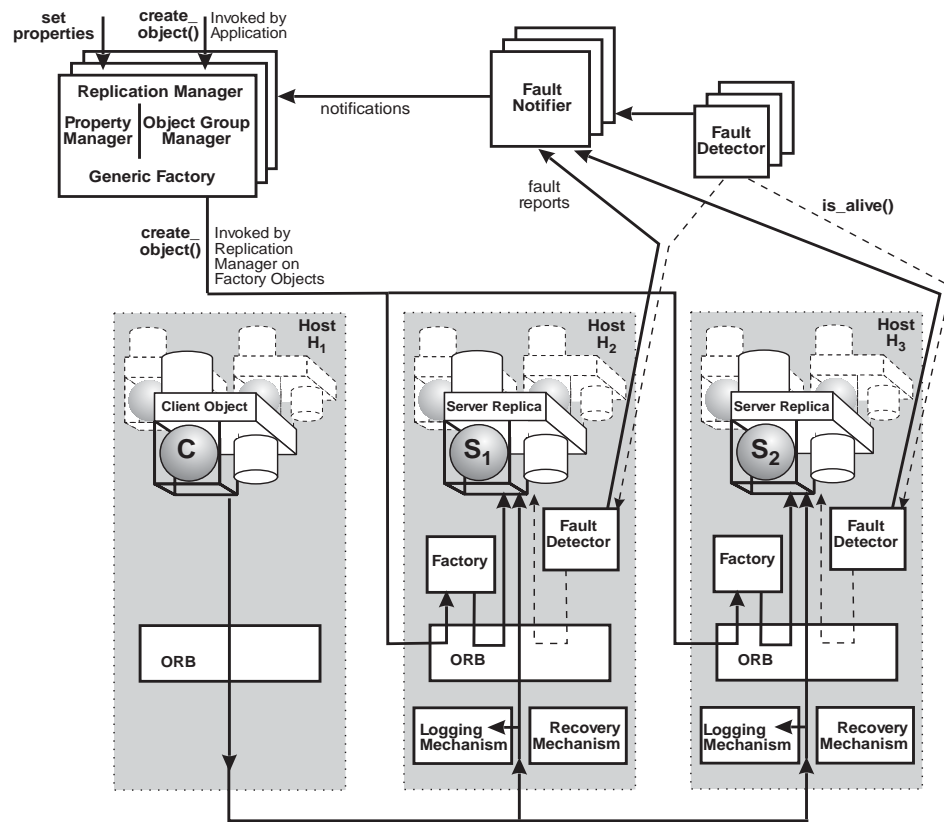 set
properties
create_
object()
Invoked by
Application
Replication Manager
Property
Manager
Object Group
Manager
Generic Factory
notifications
Fault
Notifier
Fault
Detector
fault
reports
is_alive()
create_
object()
Invoked by
Replication
Manager on
Factory Objects
Host
H1
Client Object
C
ORB
Host
H2
Server Replica
S1
Fault
Detector
Factory
ORB
Logging
Mechanism
Recovery
Mechanism
Host
H3
Server Replica
S2
Fault
Detector
Factory
ORB
Logging
Mechanism
Recovery
Mechanism